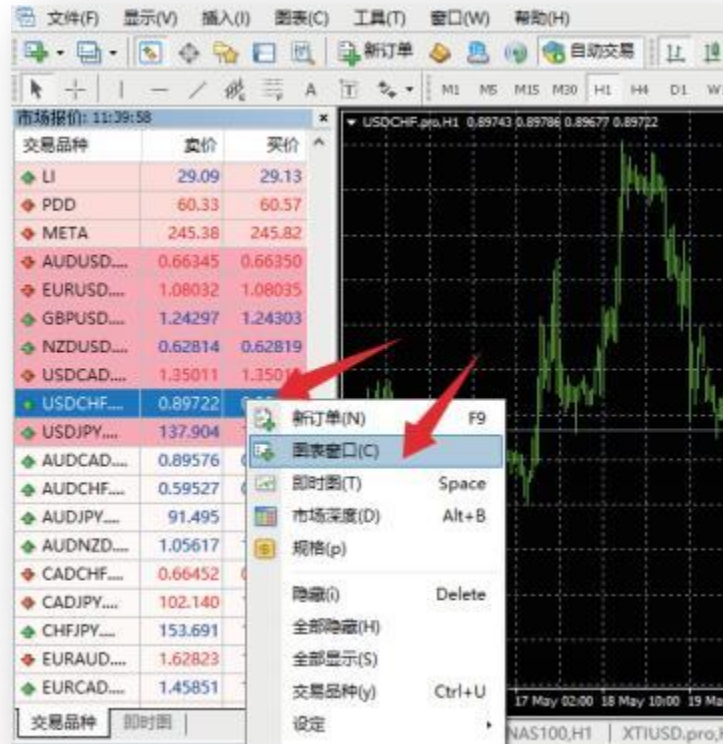 文件(F) 显示(V) 插入(I) 图表(C) 工具(T) 窗口(W) 帮助(H)
新订单 自动交易
A T M1 M5 M15 M30 H1 H4 D1
市场报价: 11:39:58
USDCHF.pro,H1 0.89743 0.89786 0.89677 0.89722
交易品种 卖价 买价
LI 29.09 29.13
PDD 60.33 60.57
META 245.38 245.82
AUDUSD.... 0.66345 0.66350
EURUSD.... 1.08032 1.08035
GBPUSD.... 1.24297 1.24303
NZDUSD.... 0.62814 0.62819
USDCAD.... 1.35011
USDCHF.... 0.89722
USDJPY.... 137.904
AUDCAD.... 0.89576
AUDCHF.... 0.59527
AUDJPY.... 91.495
AUDNZD.... 1.05617
CADCHF.... 0.66452
CADJPY.... 102.140
CHFJPY.... 153.691
EURAUD.... 1.62823
EURCAD.... 1.45851
新订单(N) F9
图表窗口(C)
即时图(T) Space
市场深度(D) Alt+B
规格(p)
隐藏(i) Delete
全部隐藏(H)
全部显示(S)
交易品种(y) Ctrl+U
设定
17 May 02:00 18 May 10:00 19 Ma
交易品种 即时图
NAS100,H1 XTIUSD.pro,